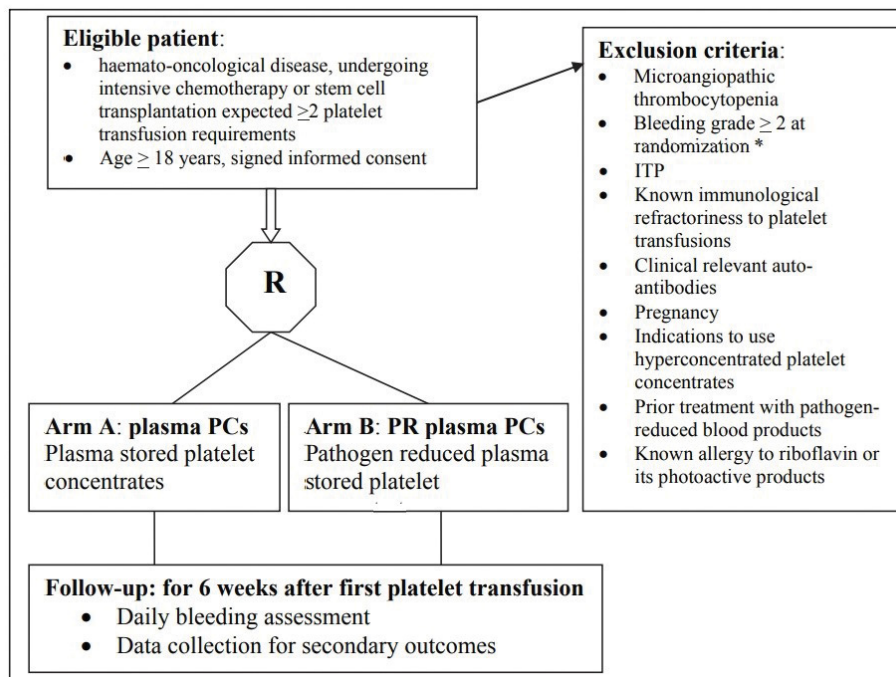 Eligible patient:
• haemato-oncological disease, undergoing
intensive chemotherapy or stem cell
transplantation expected ≥2 platelet
transfusion requirements
• Age ≥ 18 years, signed informed consent
Exclusion criteria:
• Microangiopathic
thrombocytopenia
• Bleeding grade ≥ 2 at
randomization *
• ITP
• Known immunological
refractoriness to platelet
transfusions
• Clinical relevant auto-
antibodies
• Pregnancy
• Indications to use
hyperconcentrated platelet
concentrates
• Prior treatment with pathogen-
reduced blood products
• Known allergy to riboflavin or
its photoactive products
R
Arm A: plasma PCs
Plasma stored platelet
concentrates
Arm B: PR plasma PCs
Pathogen reduced plasma
stored platelet
Follow-up: for 6 weeks after first platelet transfusion
• Daily bleeding assessment
• Data collection for secondary outcomes